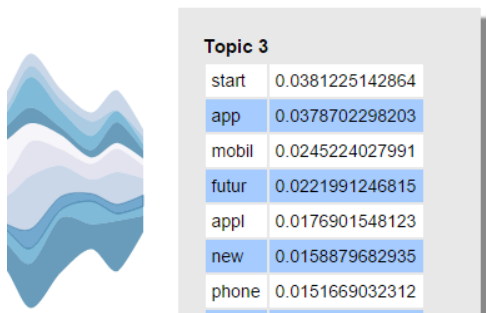 Topic 3
start 0.0381225142864
app 0.0378702298203
mobil 0.0245224027991
futur 0.0221991246815
appl 0.0176901548123
new 0.0158879682935
phone 0.0151669032312